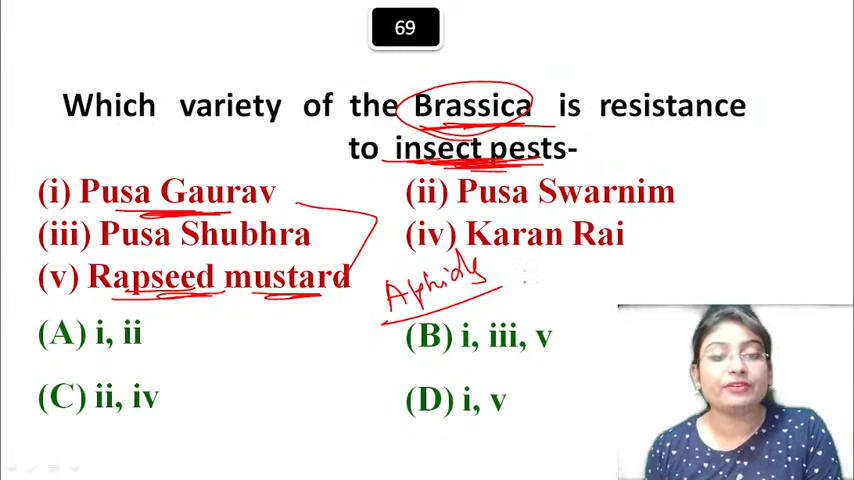 69
Which variety of the Brassica is resistance
to insect pests-
(i) Pusa Gaurav (ii) Pusa Swarnim
(iii) Pusa Shubhra (iv) Karan Rai
(v) Rapseed mustard
Aphids
(A) i, ii (B) i, iii, v
(C) ii, iv (D) i, v